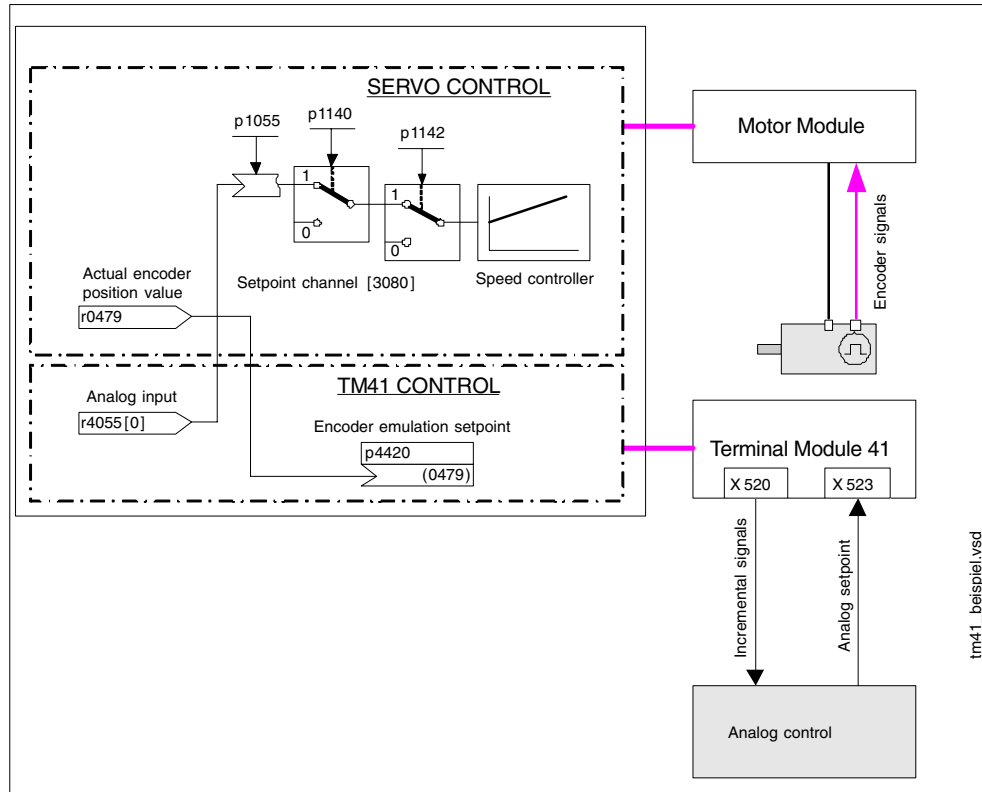 SERVO CONTROL
p1055
p1140
p1142
1
0
1
0
Setpoint channel [3080]
Speed controller
Actual encoder
position value
r0479
TM41 CONTROL
Analog input
r4055[0]
Encoder emulation setpoint
p4420
(0479)
Motor Module
Encoder signals
Terminal Module 41
X 520
X 523
Incremental signals
Analog setpoint
Analog control
tm41_beispiel.vsd